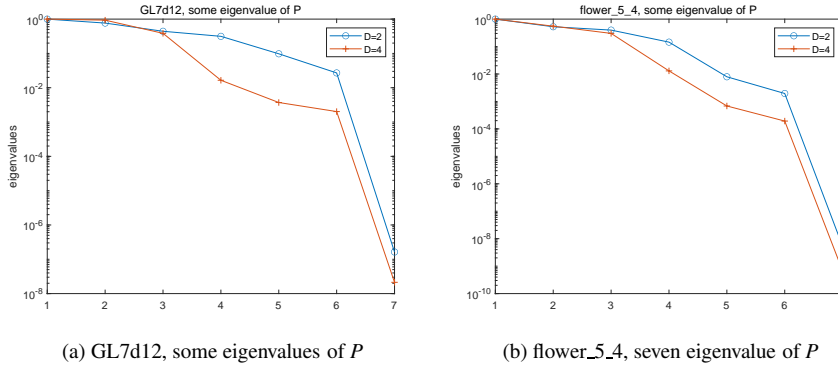 GL7d12, some eigenvalue of P
10^0
10^-2
10^-4
10^-6
10^-8
eigenvalues
D=2
D=4
1 2 3 4 5 6 7
(a) GL7d12, some eigenvalues of P
flower_5_4, some eigenvalue of P
10^0
10^-2
10^-4
10^-6
10^-8
10^-10
eigenvalues
D=2
D=4
1 2 3 4 5 6
(b) flower_5_4, seven eigenvalue of P